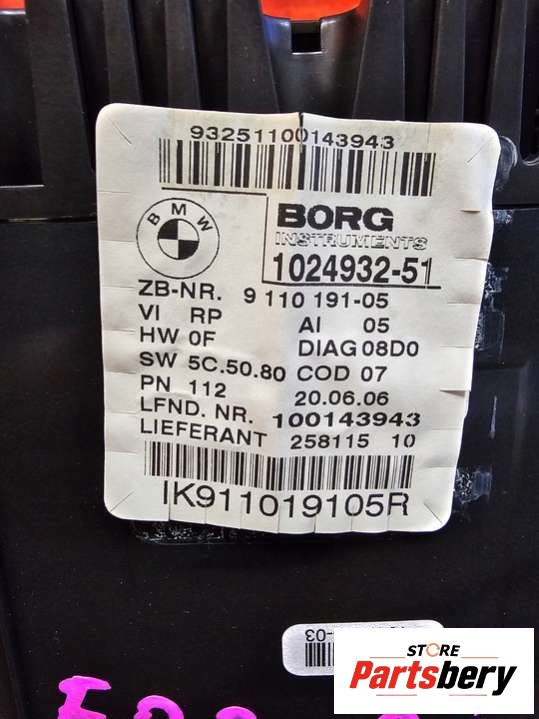 93251100143943
BMW
BORG
INSTRUMENTS
1024932-51
ZB-NR. 9 110 191-05
VI RP AI 05
HW 0F DIAG 08D0
SW 5C.50.80 COD 07
PN 112 20.06.06
LFND. NR. 100143943
LIEFERANT 258115 10
IK911019105R
-03
STORE
Partsbery